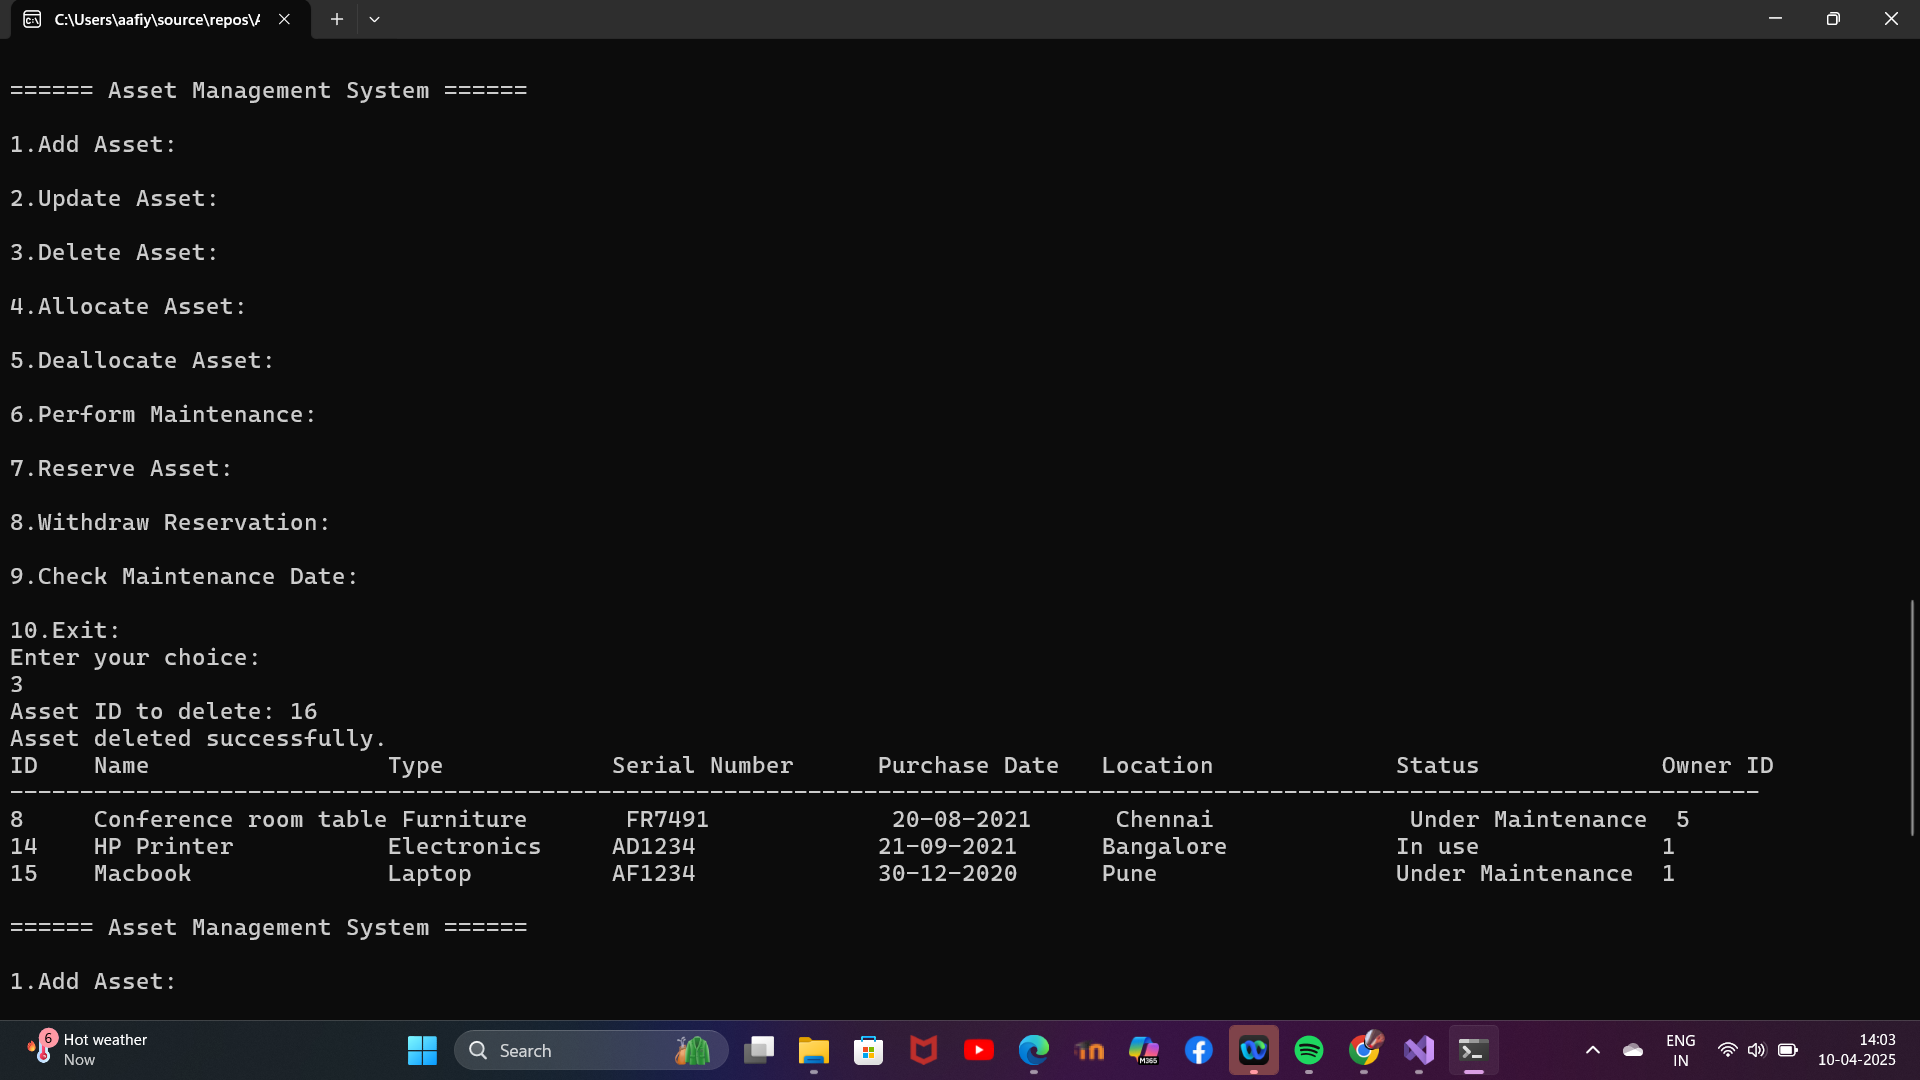 C:\Users\aafiy\source\repos\A
====== Asset Management System ======
1.Add Asset:
2.Update Asset:
3.Delete Asset:
4.Allocate Asset:
5.Deallocate Asset:
6.Perform Maintenance:
7.Reserve Asset:
8.Withdraw Reservation:
9.Check Maintenance Date:
10.Exit:
Enter your choice:
3
Asset ID to delete: 16
Asset deleted successfully.
ID Name Type Serial Number Purchase Date Location Status Owner ID
-----------------------------------------------------------------------------------------------------------------------------
8 Conference room table Furniture FR7491 20-08-2021 Chennai Under Maintenance 5
14 HP Printer Electronics AD1234 21-09-2021 Bangalore In use 1
15 Macbook Laptop AF1234 30-12-2020 Pune Under Maintenance 1
====== Asset Management System ======
1.Add Asset:
6 Hot weather
Now
Search
M365
ENG
IN
14:03
10-04-2025